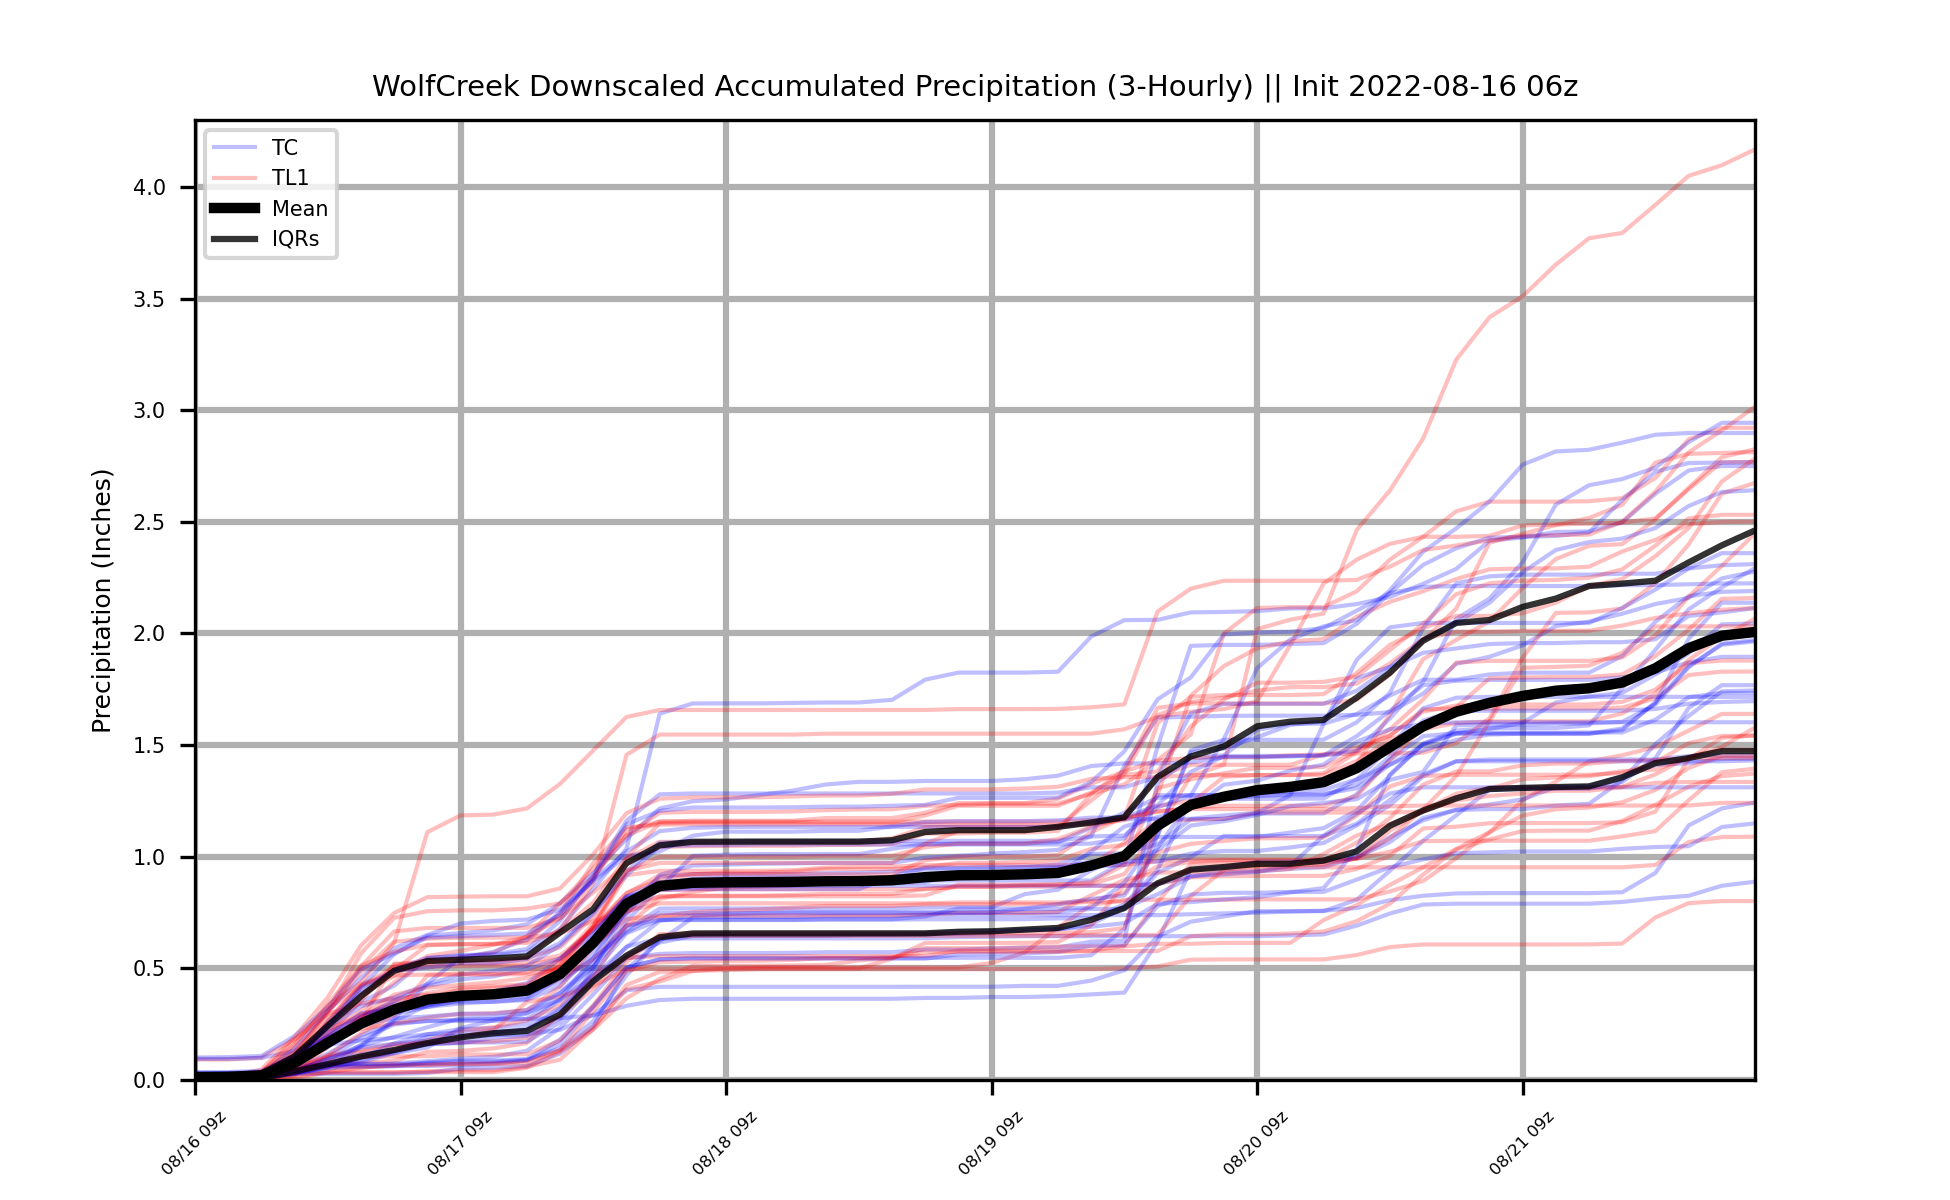 WolfCreek Downscaled Accumulated Precipitation (3-Hourly) || Init 2022-08-16 06z
TC
TL1
Mean
IQRs
Precipitation (Inches)
4.0
3.5
3.0
2.5
2.0
1.5
1.0
0.5
0.0
08/16 09z
08/17 09z
08/18 09z
08/19 09z
08/20 09z
08/21 09z